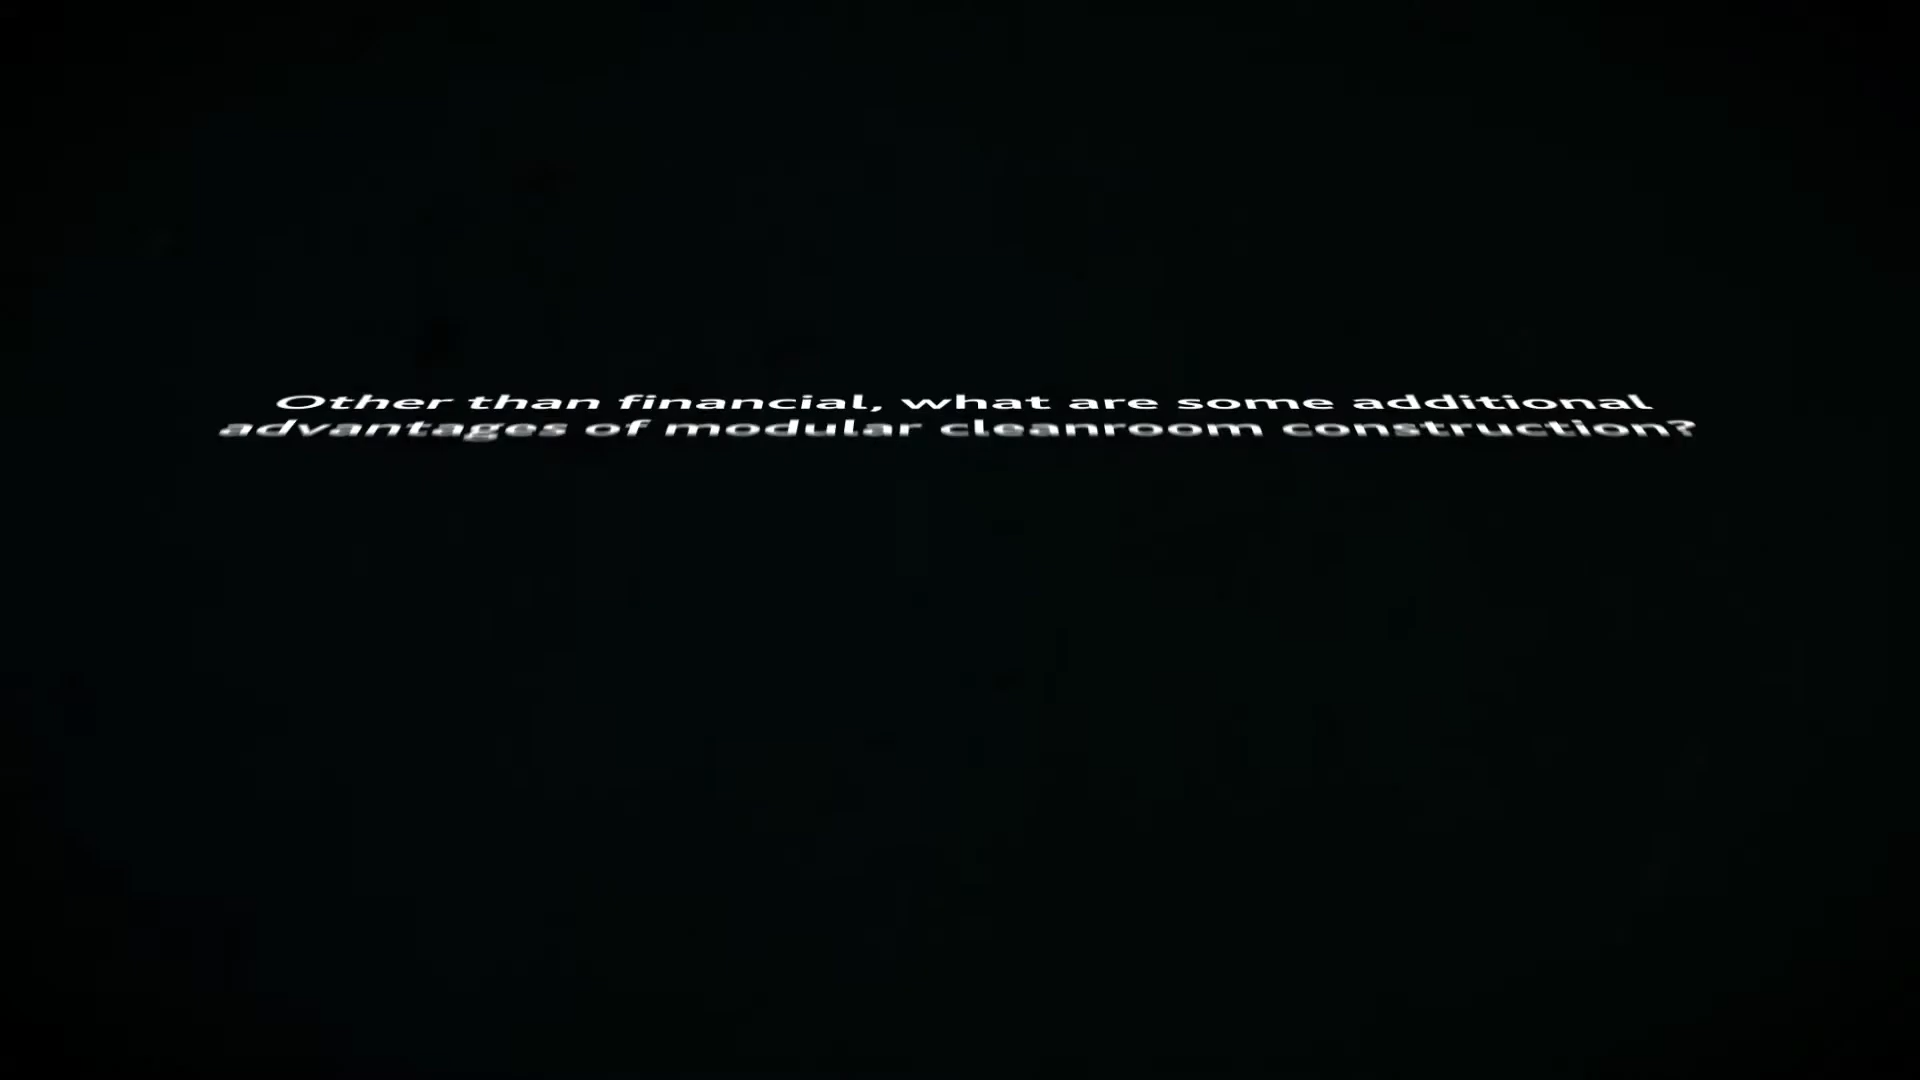 Other than financial, what are some additional
advantages of modular cleanroom construction?